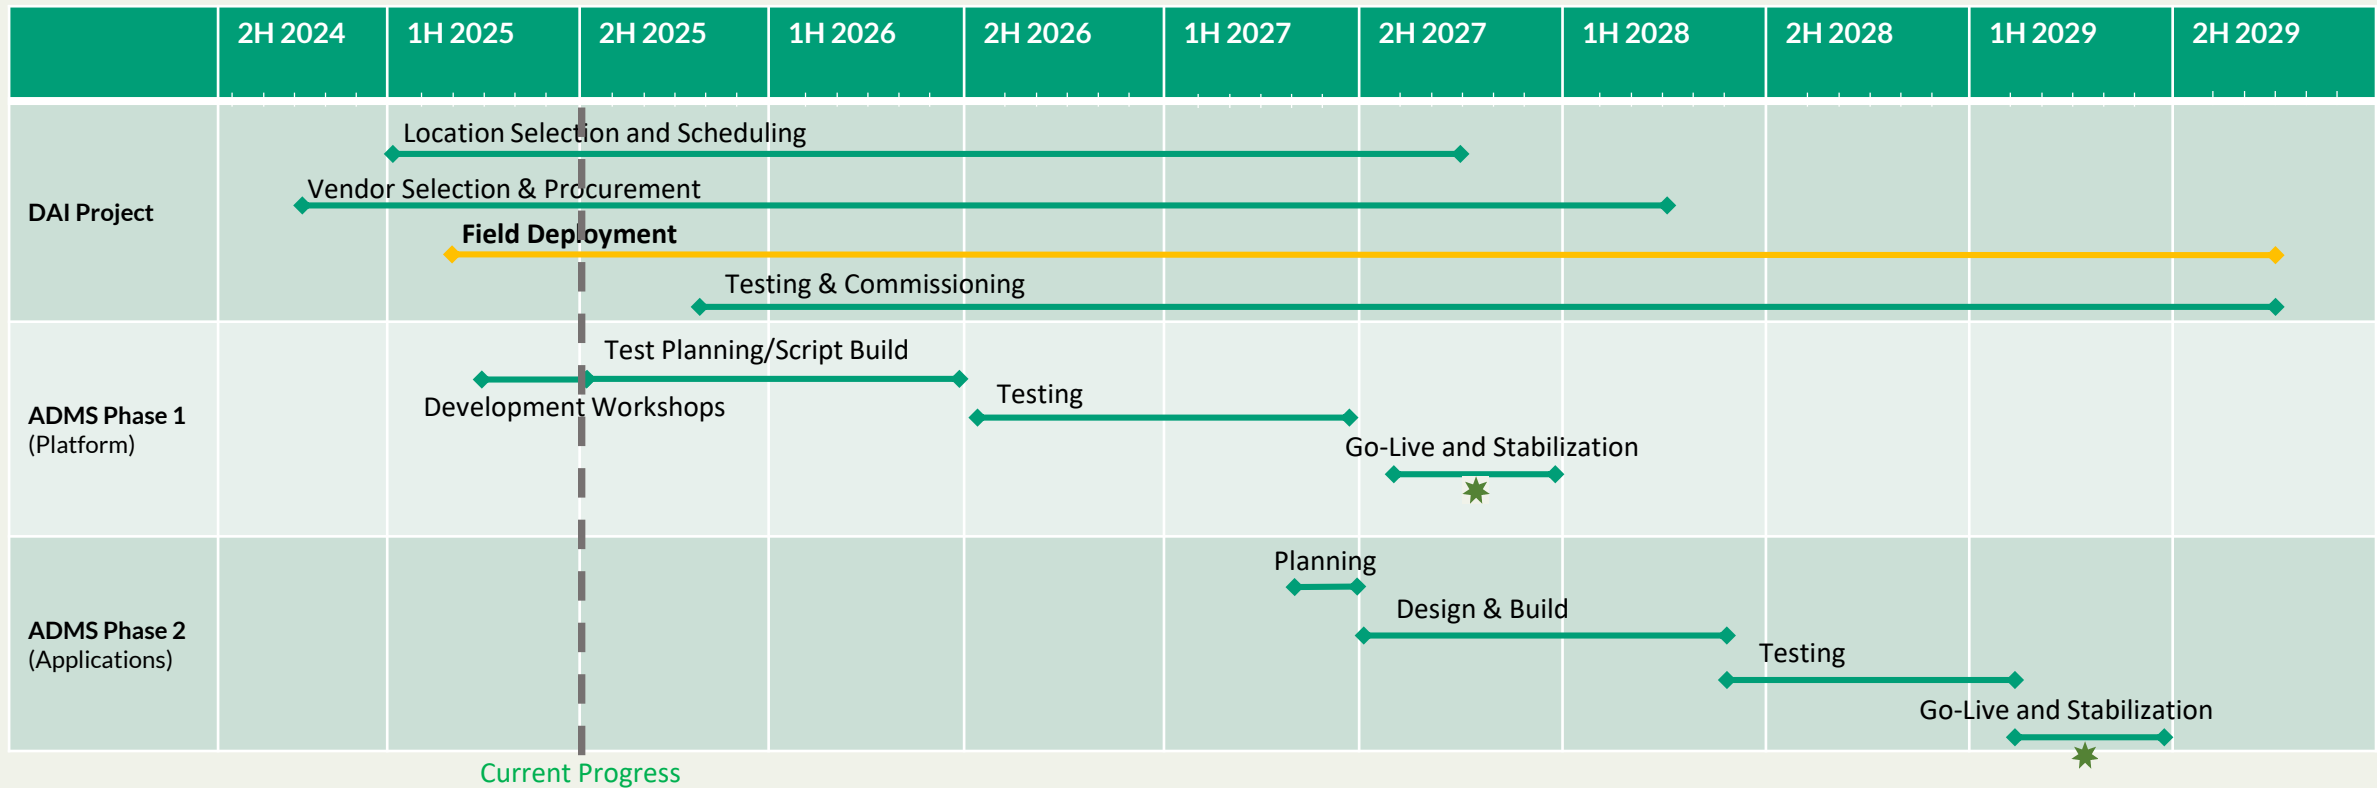 2H 2024
1H 2025
2H 2025
1H 2026
2H 2026
1H 2027
2H 2027
1H 2028
2H 2028
1H 2029
2H 2029
DAI Project
Location Selection and Scheduling
Vendor Selection & Procurement
Field Deployment
Testing & Commissioning
ADMS Phase 1
(Platform)
Test Planning/Script Build
Development Workshops
Testing
Go-Live and Stabilization
ADMS Phase 2
(Applications)
Planning
Design & Build
Testing
Go-Live and Stabilization
Current Progress